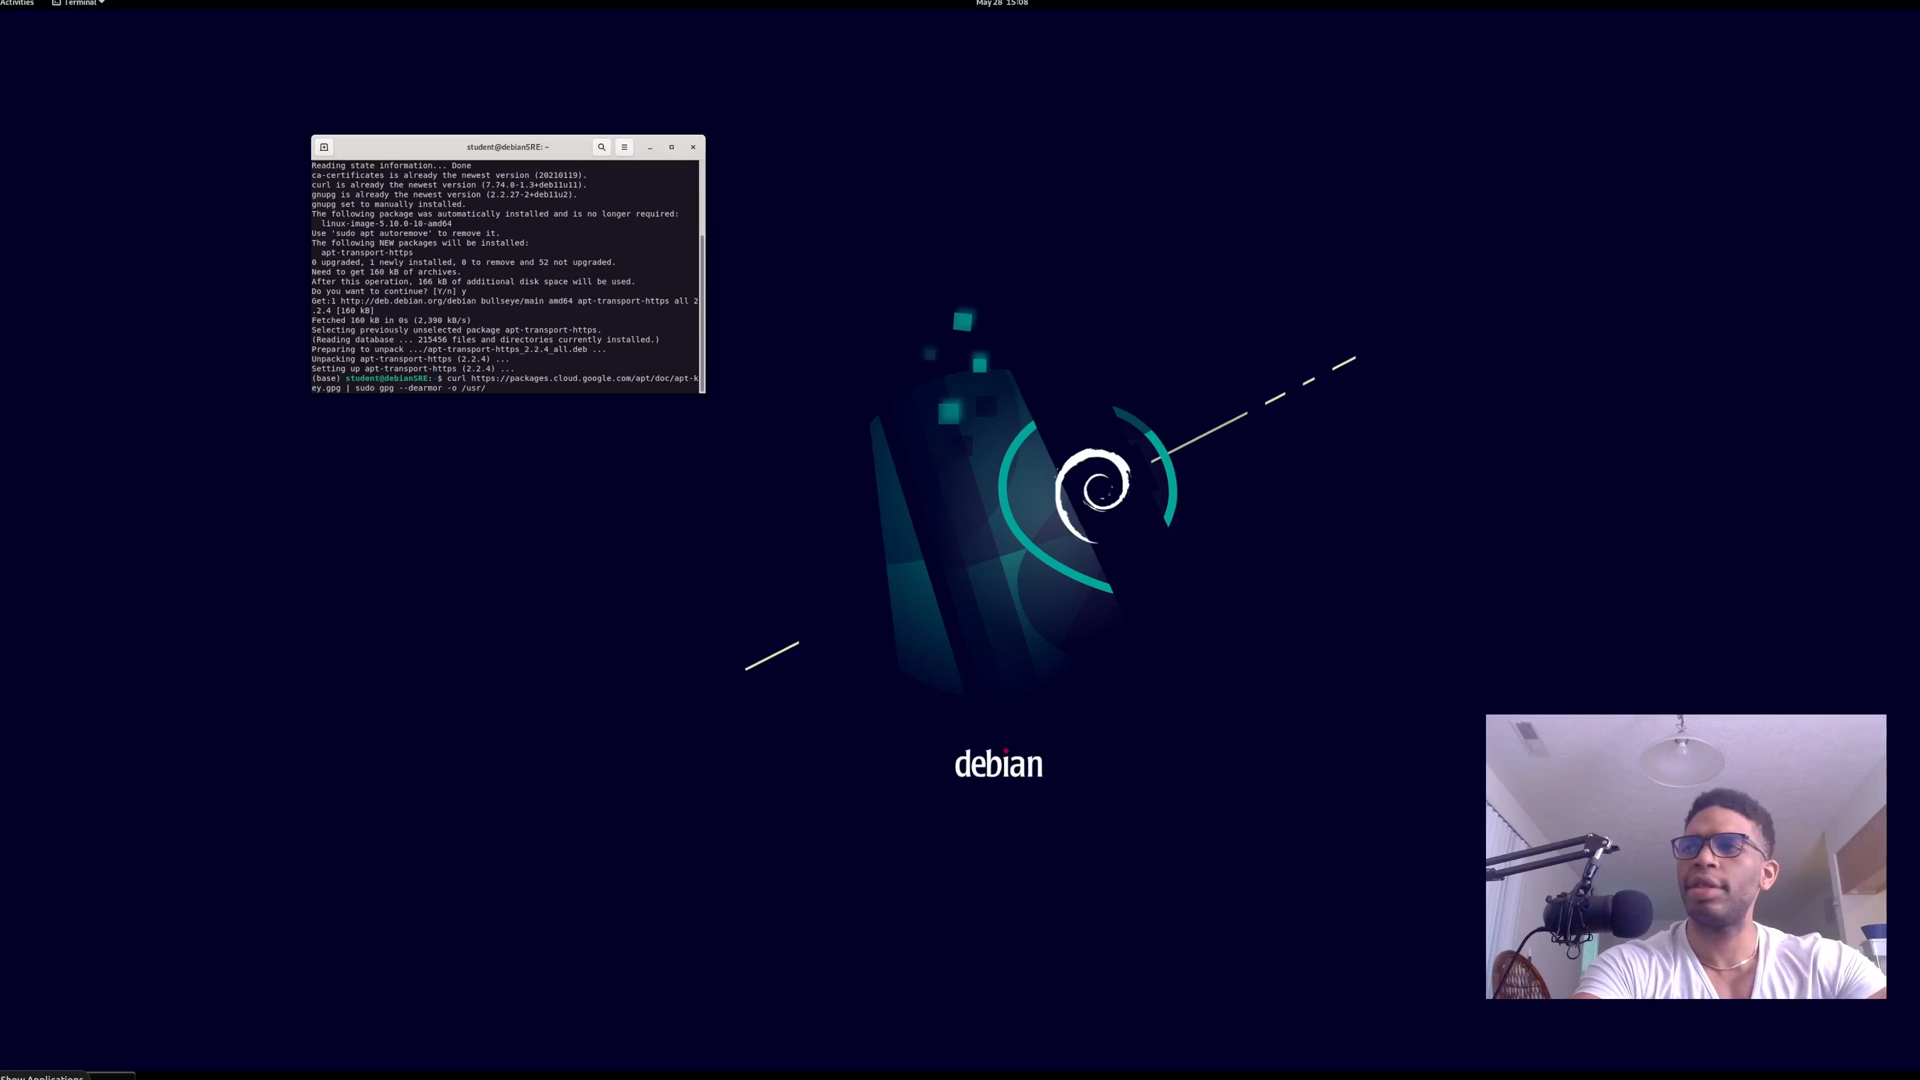 Activities
Terminal
May 28 15:08
student@debianSRE: ~
Reading state information... Done
ca-certificates is already the newest version (20210119).
curl is already the newest version (7.74.0-1.3+deb11u11).
gnupg is already the newest version (2.2.27-2+deb11u2).
gnupg set to manually installed.
The following package was automatically installed and is no longer required:
linux-image-5.10.0-10-amd64
Use 'sudo apt autoremove' to remove it.
The following NEW packages will be installed:
apt-transport-https
0 upgraded, 1 newly installed, 0 to remove and 52 not upgraded.
Need to get 160 kB of archives.
After this operation, 166 kB of additional disk space will be used.
Do you want to continue? [Y/n] y
Get:1 http://deb.debian.org/debian bullseye/main amd64 apt-transport-https all 2
.2.4 [160 kB]
Fetched 160 kB in 0s (2,390 kB/s)
Selecting previously unselected package apt-transport-https.
(Reading database ... 215456 files and directories currently installed.)
Preparing to unpack .../apt-transport-https_2.2.4_all.deb ...
Unpacking apt-transport-https (2.2.4) ...
Setting up apt-transport-https (2.2.4) ...
(base) student@debianSRE:~$ curl https://packages.cloud.google.com/apt/doc/apt-k
ey.gpg | sudo gpg --dearmor -o /usr/
debian
Show Applications